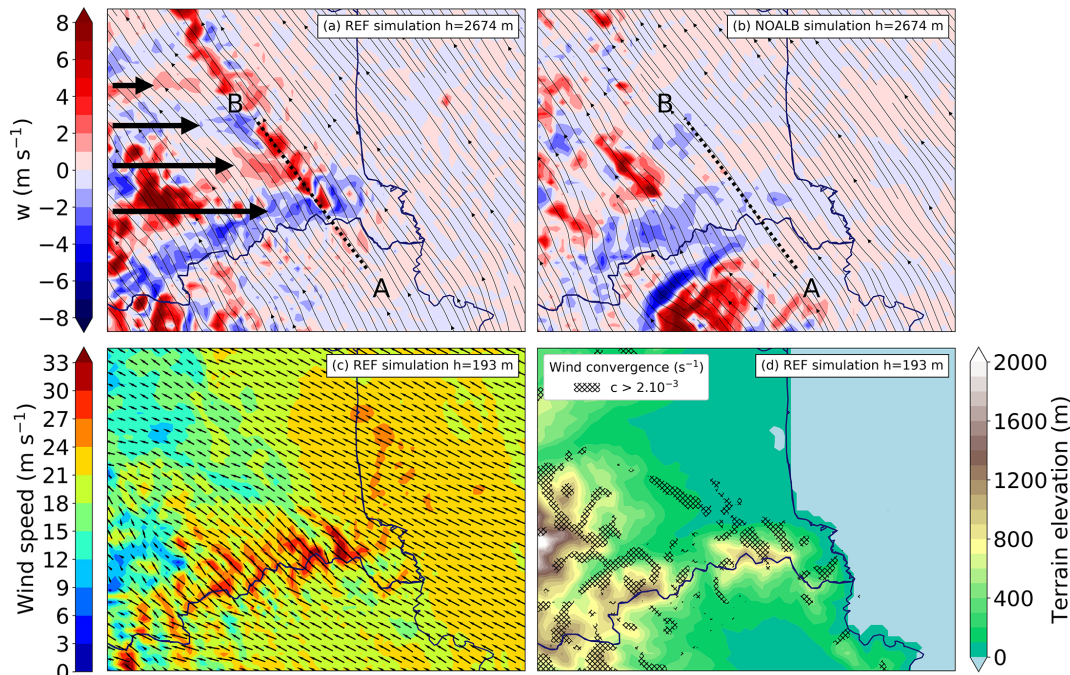 (a) REF simulation h=2674 m
(b) NOALB simulation h=2674 m
w (m s⁻¹)
8
6
4
2
0
−2
−4
−6
−8
B
A
B
A
(c) REF simulation h=193 m
Wind convergence (s⁻¹)
c > 2.10⁻³
(d) REF simulation h=193 m
Wind speed (m s⁻¹)
33
30
27
24
21
18
15
12
9
6
3
0
Terrain elevation (m)
2000
1600
1200
800
400
0